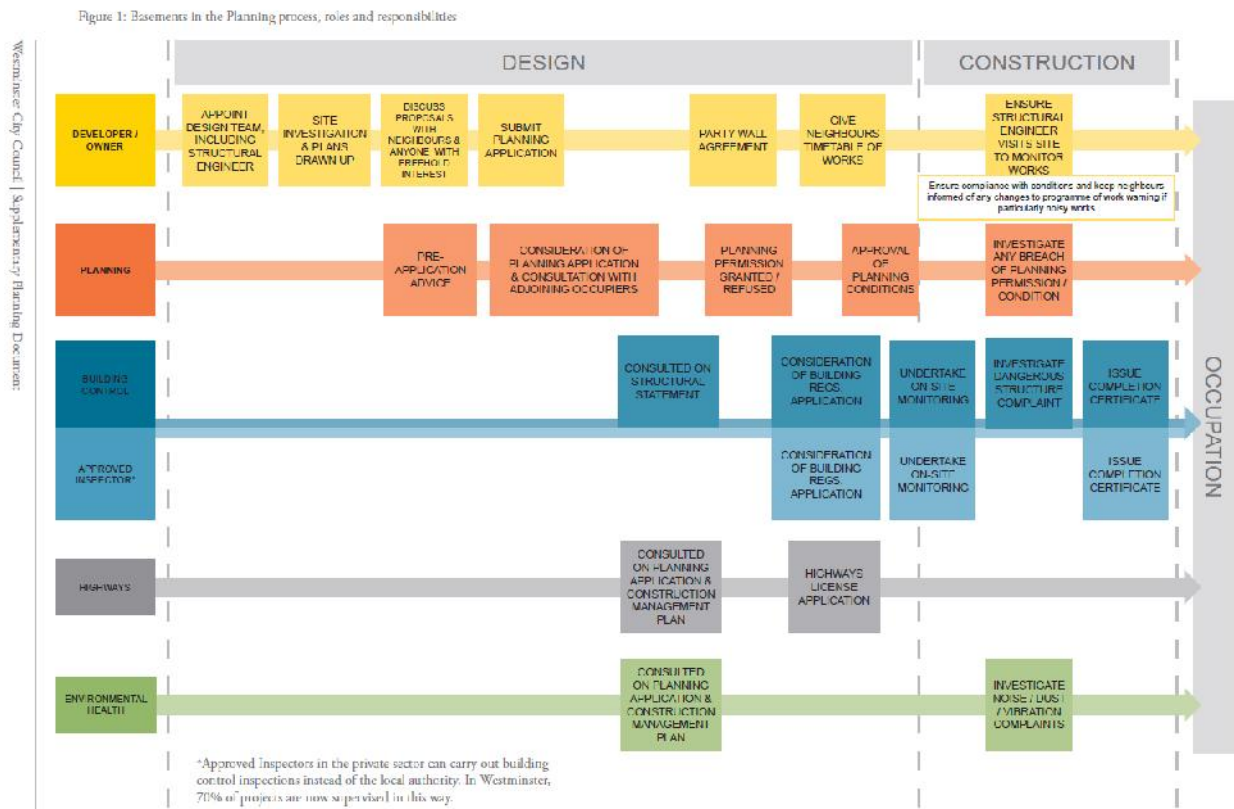 Figure 1: Basements in the Planning process, roles and responsibilities
Westminster City Council | Supplementary Planning Document
DESIGN
CONSTRUCTION
OCCUPATION
DEVELOPER /
OWNER
APPOINT
DESIGN TEAM,
INCLUDING
STRUCTURAL
ENGINEER
SITE
INVESTIGATION
& PLANS
DRAWN UP
DISCUSS
PROPOSALS
WITH
NEIGHBOURS &
ANYONE WITH
FREEHOLD
INTEREST
SUBMIT
PLANNING
APPLICATION
PARTY WALL
AGREEMENT
GIVE
NEIGHBOURS
TIMETABLE OF
WORKS
ENSURE
STRUCTURAL
ENGINEER
VISITS SITE
TO MONITOR
WORKS
Ensure compliance with conditions and keep neighbours
informed of any changes to programme of work warning if
particularly noisy works
PLANNING
PRE-
APPLICATION
ADVICE
CONSIDERATION OF
PLANNING APPLICATION
& CONSULTATION WITH
ADJOINING OCCUPIERS
PLANNING
PERMISSION
GRANTED /
REFUSED
APPROVAL
OF
PLANNING
CONDITIONS
INVESTIGATE
ANY BREACH
OF PLANNING
PERMISSION /
CONDITION
BUILDING
CONTROL
CONSULTED ON
STRUCTURAL
STATEMENT
CONSIDERATION
OF BUILDING
REGS.
APPLICATION
UNDERTAKE
ON-SITE
MONITORING
INVESTIGATE
DANGEROUS
STRUCTURE
COMPLAINT
ISSUE
COMPLETION
CERTIFICATE
APPROVED
INSPECTOR*
CONSIDERATION
OF BUILDING
REGS.
APPLICATION
UNDERTAKE
ON-SITE
MONITORING
ISSUE
COMPLETION
CERTIFICATE
HIGHWAYS
CONSULTED
ON PLANNING
APPLICATION &
CONSTRUCTION
MANAGEMENT
PLAN
HIGHWAYS
LICENSE
APPLICATION
ENVIRONMENTAL
HEALTH
CONSULTED
ON PLANNING
APPLICATION &
CONSTRUCTION
MANAGEMENT
PLAN
INVESTIGATE
NOISE / DUST
/ VIBRATION
COMPLAINTS
*Approved Inspectors in the private sector can carry out building
control inspections instead of the local authority. In Westminster,
70% of projects are now supervised in this way.